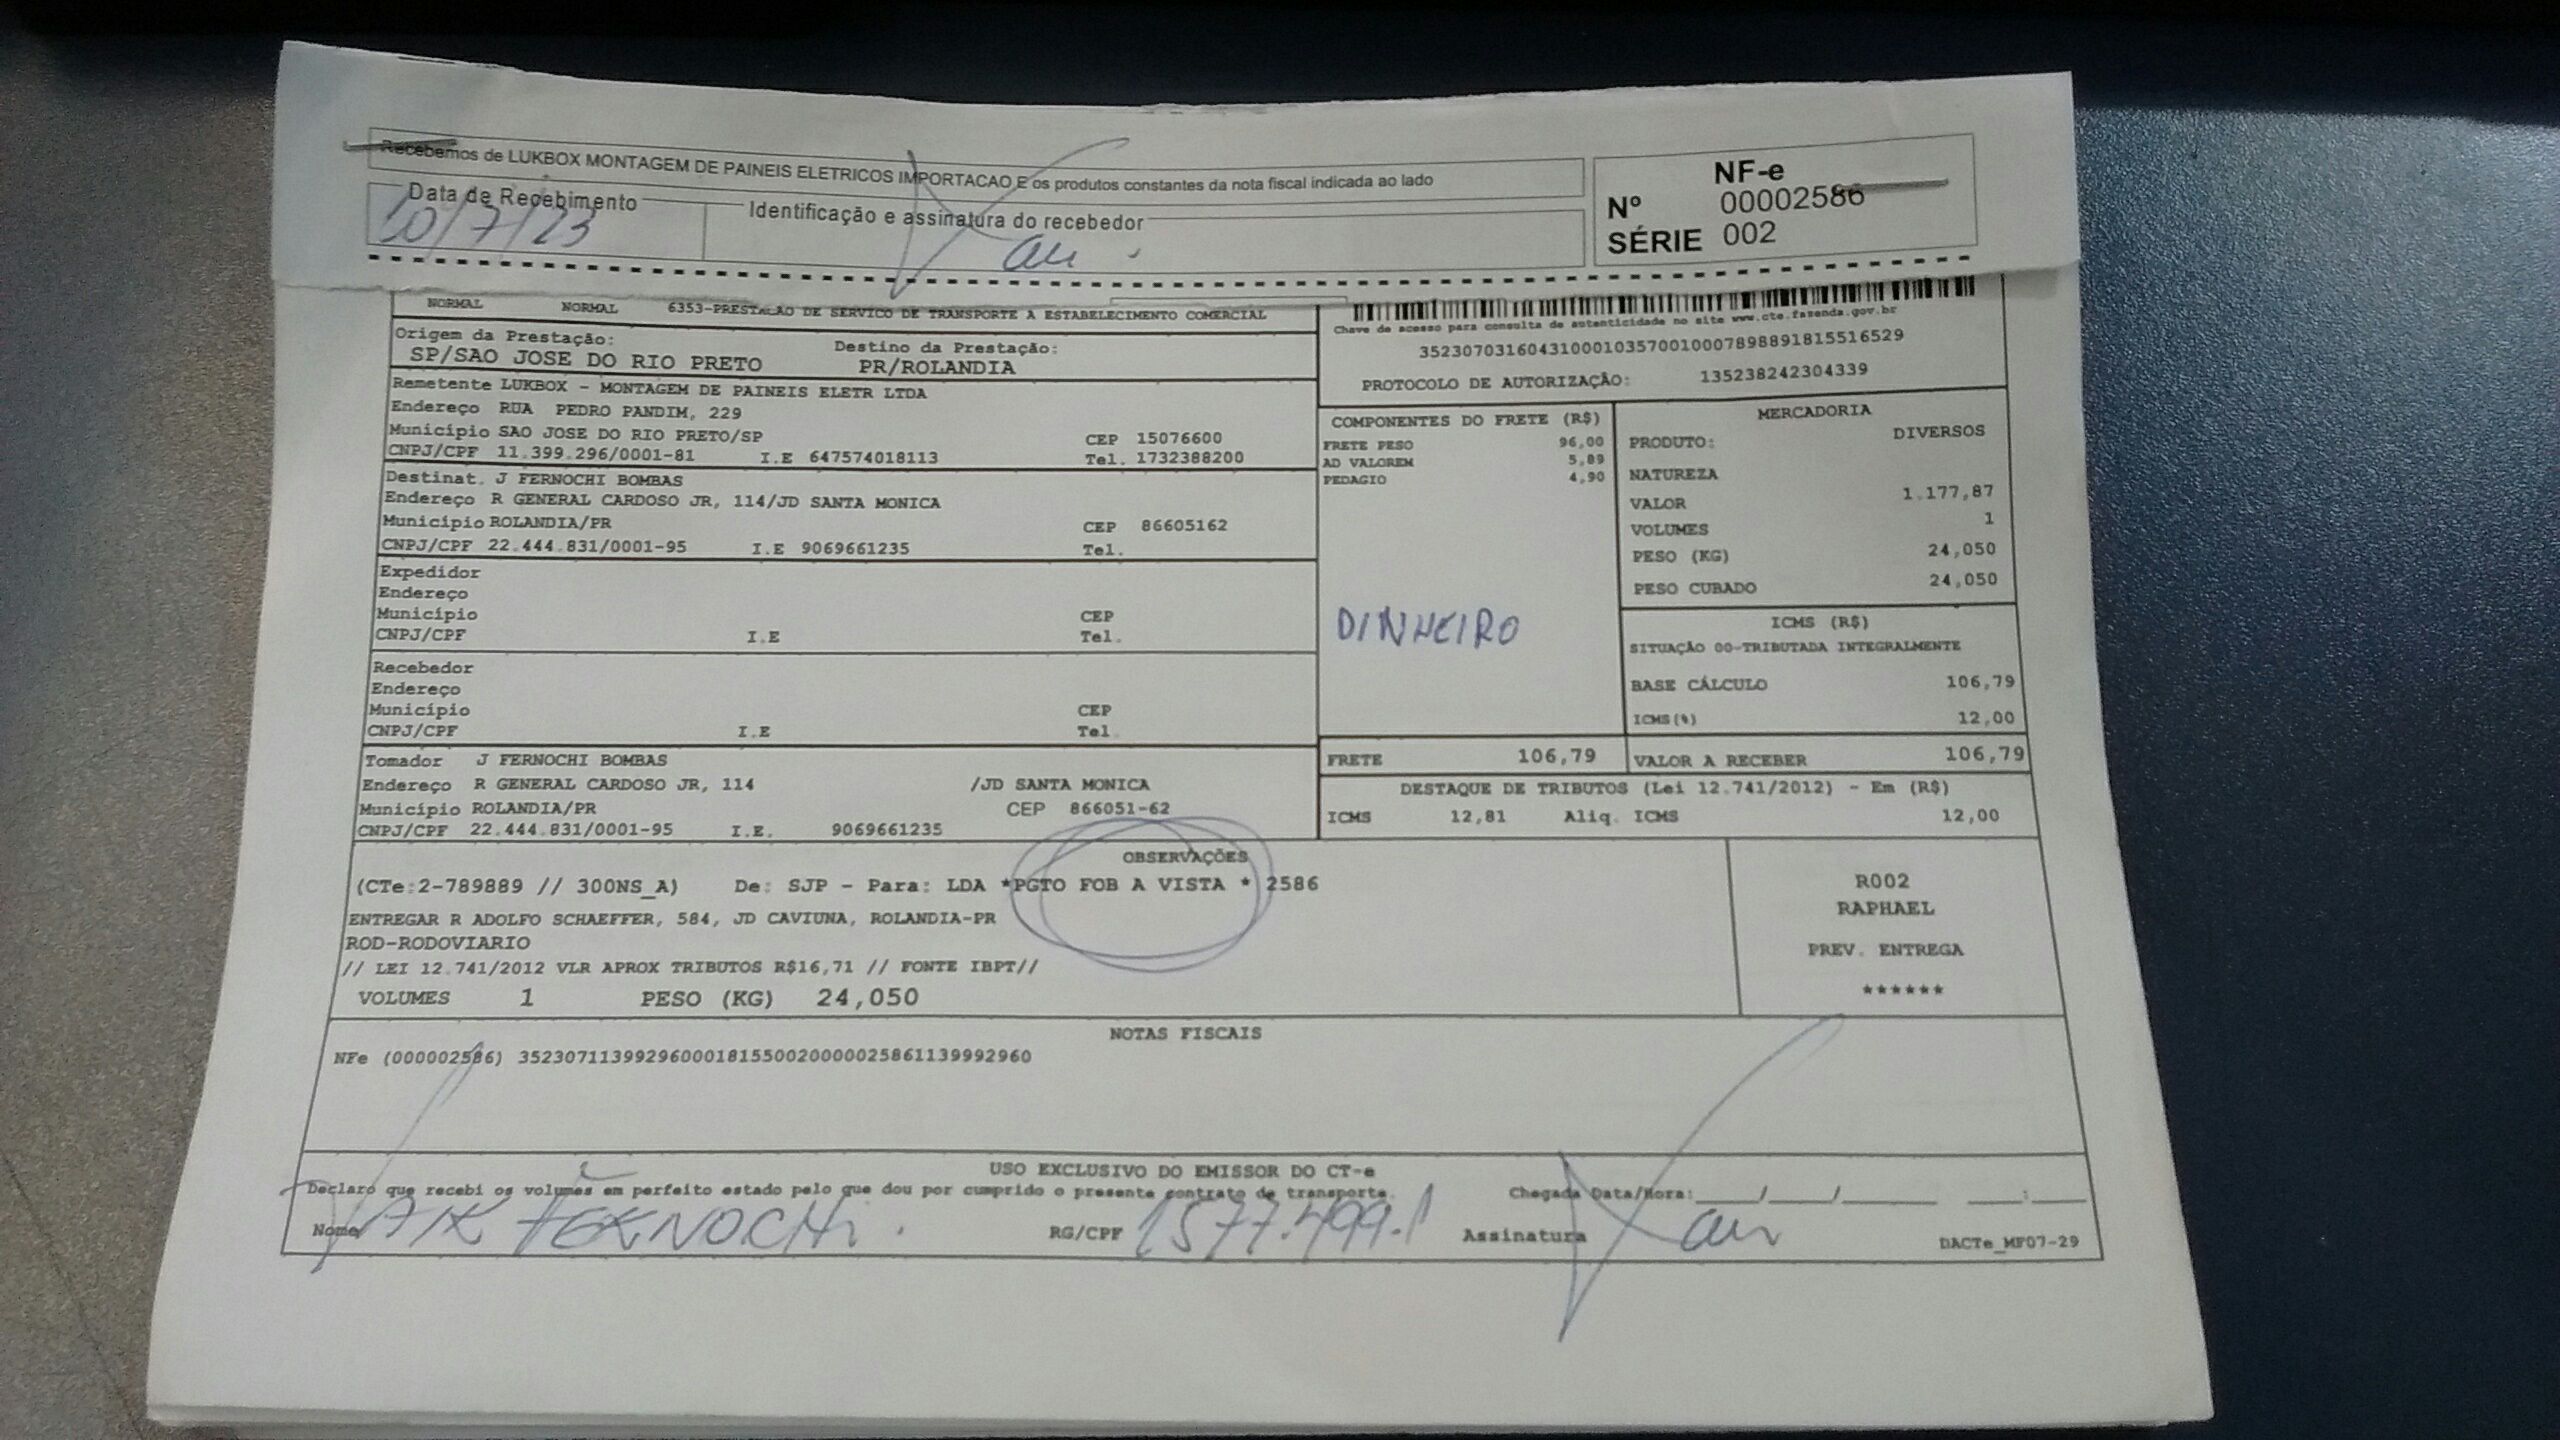 Recebemos de LUKBOX MONTAGEM DE PAINEIS ELETRICOS IMPORTACAO E os produtos constantes da nota fiscal indicada ao lado
NF-e
Nº 00002586
SÉRIE 002
Data de Recebimento
10/7/23
Identificação e assinatura do recebedor
NORMAL NORMAL 6353-PRESTACAO DE SERVICO DE TRANSPORTE A ESTABELECIMENTO COMERCIAL
Chave de acesso para consulta de autenticidade no site www.cte.fazenda.gov.br
35230703160431000103570010007898891815516529
PROTOCOLO DE AUTORIZAÇÃO: 135238242304339
Origem da Prestação: Destino da Prestação:
SP/SAO JOSE DO RIO PRETO PR/ROLANDIA
Remetente LUKBOX - MONTAGEM DE PAINEIS ELETR LTDA
Endereço RUA PEDRO PANDIM, 229
Município SAO JOSE DO RIO PRETO/SP CEP 15076600
CNPJ/CPF 11.399.296/0001-81 I.E 647574018113 Tel. 1732388200
Destinat. J FERNOCHI BOMBAS
Endereço R GENERAL CARDOSO JR, 114/JD SANTA MONICA
Município ROLANDIA/PR CEP 86605162
CNPJ/CPF 22.444.831/0001-95 I.E 9069661235 Tel.
Expedidor
Endereço
Município CEP
CNPJ/CPF I.E Tel.
Recebedor
Endereço
Município CEP
CNPJ/CPF I.E Tel.
Tomador J FERNOCHI BOMBAS
Endereço R GENERAL CARDOSO JR, 114 /JD SANTA MONICA
Município ROLANDIA/PR CEP 866051-62
CNPJ/CPF 22.444.831/0001-95 I.E. 9069661235
COMPONENTES DO FRETE (R$)
FRETE PESO 96,00
AD VALOREM 5,89
PEDAGIO 4,90
DINHEIRO
FRETE 106,79
MERCADORIA
PRODUTO: DIVERSOS
NATUREZA
VALOR 1.177,87
VOLUMES 1
PESO (KG) 24,050
PESO CUBADO 24,050
ICMS (R$)
SITUAÇÃO 00-TRIBUTADA INTEGRALMENTE
BASE CÁLCULO 106,79
ICMS(%) 12,00
VALOR A RECEBER 106,79
DESTAQUE DE TRIBUTOS (Lei 12.741/2012) - Em (R$)
ICMS 12,81 Aliq. ICMS 12,00
OBSERVAÇÕES
(CTe:2-789889 // 300NS_A) De: SJP - Para: LDA *PGTO FOB A VISTA * 2586
ENTREGAR R ADOLFO SCHAEFFER, 584, JD CAVIUNA, ROLANDIA-PR
ROD-RODOVIARIO
// LEI 12.741/2012 VLR APROX TRIBUTOS R$16,71 // FONTE IBPT//
VOLUMES 1 PESO (KG) 24,050
R002
RAPHAEL
PREV. ENTREGA
******
NOTAS FISCAIS
NFe (000002586) 35230711399296000181550020000025861139992960
USO EXCLUSIVO DO EMISSOR DO CT-e
Declaro que recebi os volumes em perfeito estado pelo que dou por cumprido o presente contrato de transporte.
Chegada Data/Hora:____/____/____ __:__
Nome FERNOCHI. RG/CPF 1577.499.1 Assinatura
DACTe_MF07-29